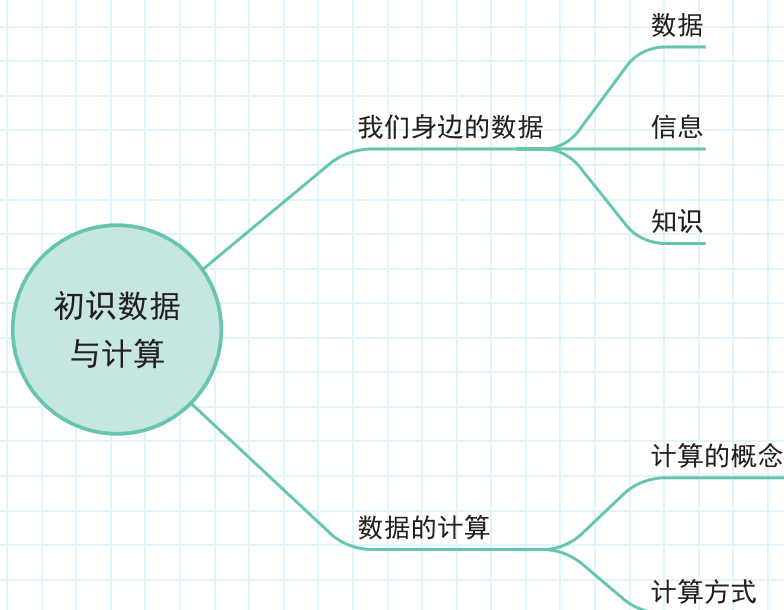 初识数据
与计算
我们身边的数据
数据
信息
知识
数据的计算
计算的概念
计算方式